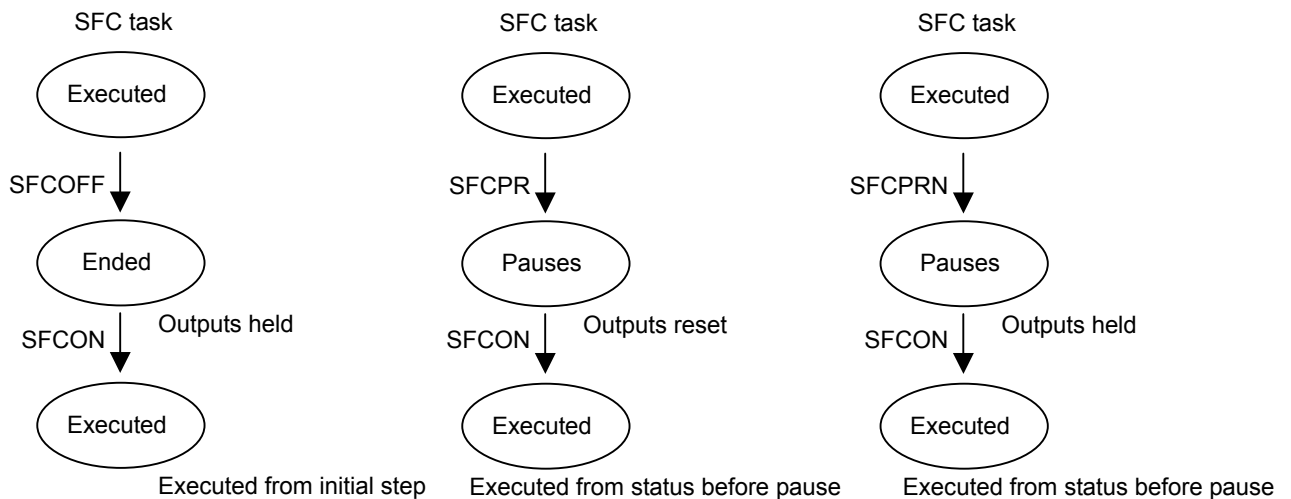 SFC task
Executed
SFCOFF
Ended
Outputs held
SFCON
Executed
Executed from initial step
SFC task
Executed
SFCPR
Pauses
Outputs reset
SFCON
Executed
Executed from status before pause
SFC task
Executed
SFCPRN
Pauses
Outputs held
SFCON
Executed
Executed from status before pause